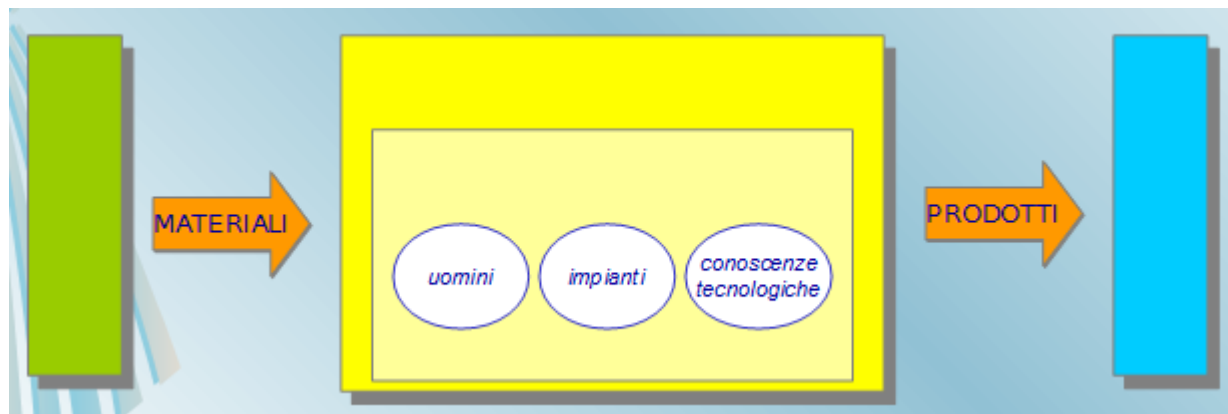 MATERIALI
uomini
impianti
conoscenze
tecnologiche
PRODOTTI